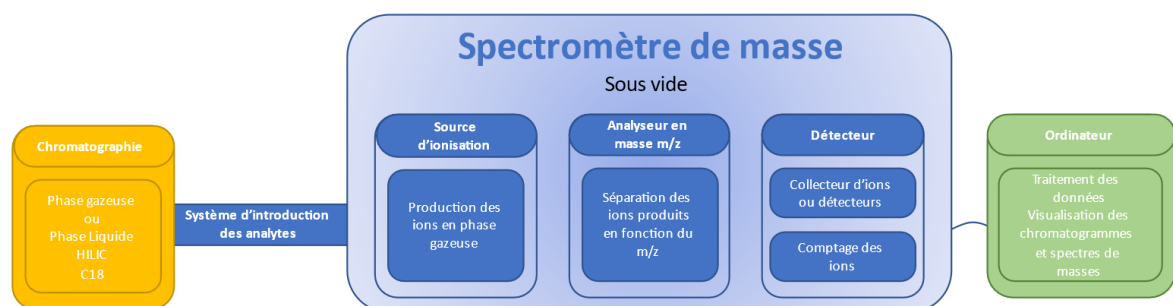 Spectromètre de masse
Sous vide
Chromatographie
Phase gazeuse
ou
Phase Liquide
HILIC
C18
Système d'introduction
des analytes
Source
d'ionisation
Production des
ions en phase
gazeuse
Analyseur en
masse m/z
Séparation des
ions produits
en fonction du
m/z
Détecteur
Collecteur d'ions
ou détecteurs
Comptage des
ions
Ordinateur
Traitement des
données
Visualisation des
chromatogrammes
et spectres de
masses